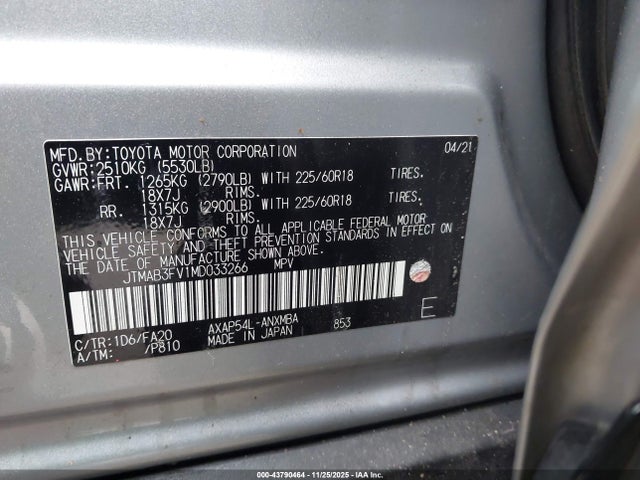 MFD.BY:TOYOTA MOTOR CORPORATION 04/21
GVWR:2510KG (5530LB)
GAWR:FRT. 1265KG (2790LB) WITH 225/60R18 TIRES.
18X7J RIMS.
RR. 1315KG (2900LB) WITH 225/60R18 TIRES.
18X7J RIMS.
THIS VEHICLE CONFORMS TO ALL APPLICABLE FEDERAL MOTOR
VEHICLE SAFETY AND THEFT PREVENTION STANDARDS IN EFFECT ON
THE DATE OF MANUFACTURE SHOWN ABOVE.
JTMAB3FV1MD033266 MPV
C/TR:1D6/FA20 AXAP54L-ANXMBA 853 E
A/TM: /P810 MADE IN JAPAN
000-43790464 - 11/25/2025 - IAAI.COM